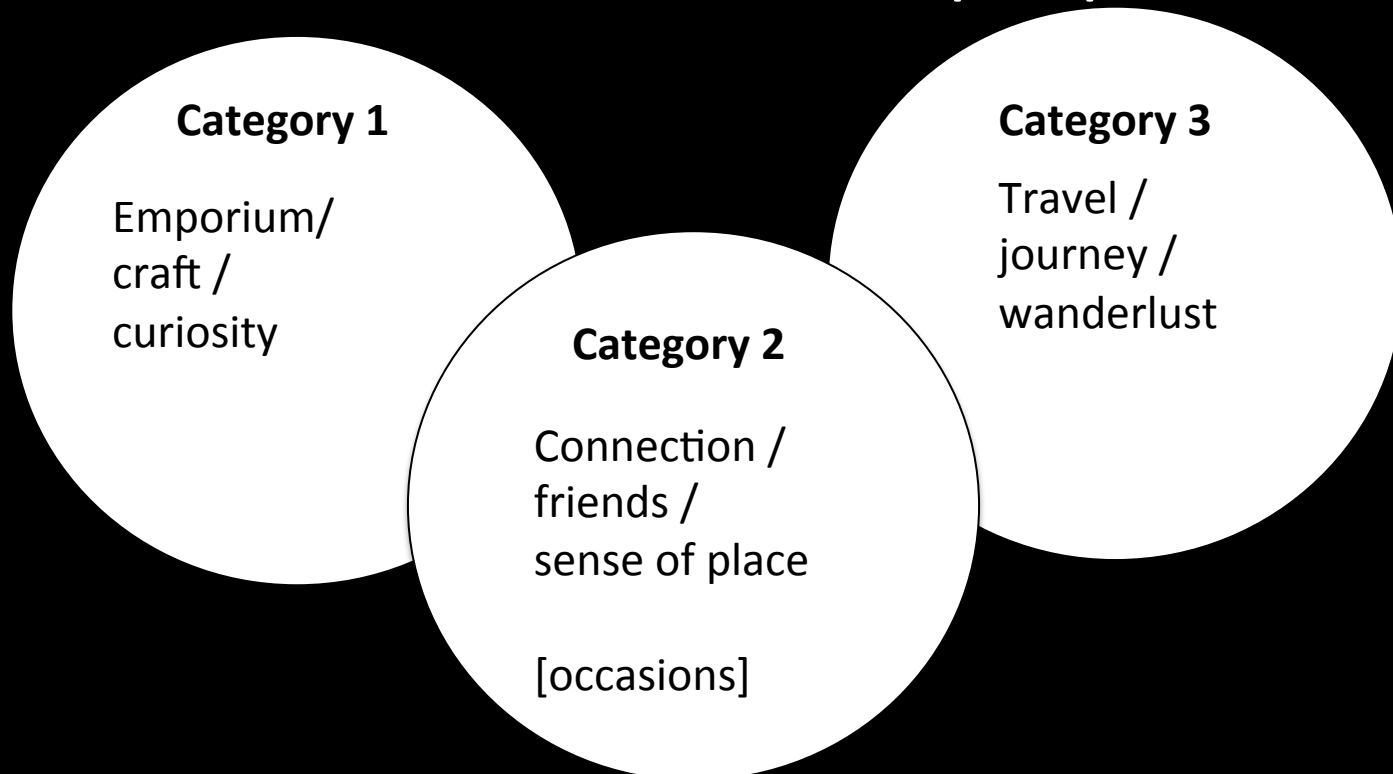 Category 1
Emporium/
craft /
curiosity
Category 2
Connection /
friends /
sense of place
[occasions]
Category 3
Travel /
journey /
wanderlust